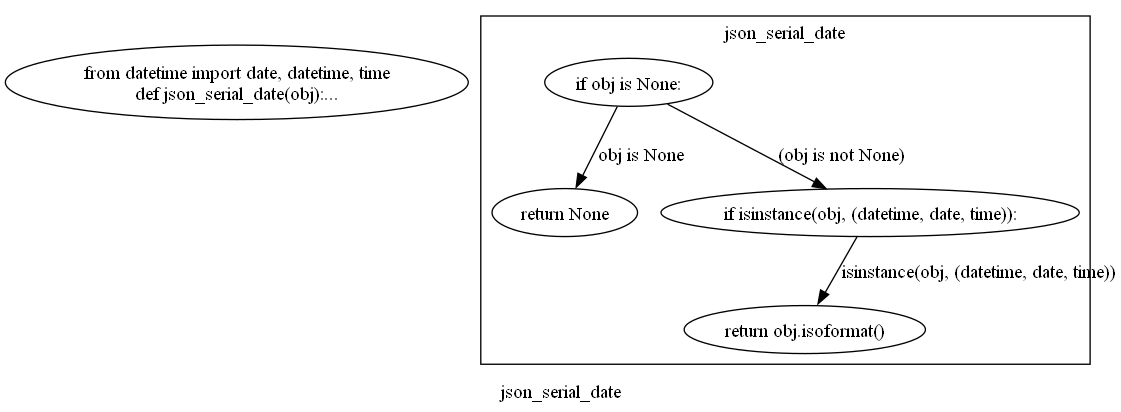 from datetime import date, datetime, time
def json_serial_date(obj):...
json_serial_date
if obj is None:
obj is None
(obj is not None)
return None
if isinstance(obj, (datetime, date, time)):
isinstance(obj, (datetime, date, time))
return obj.isoformat()
json_serial_date